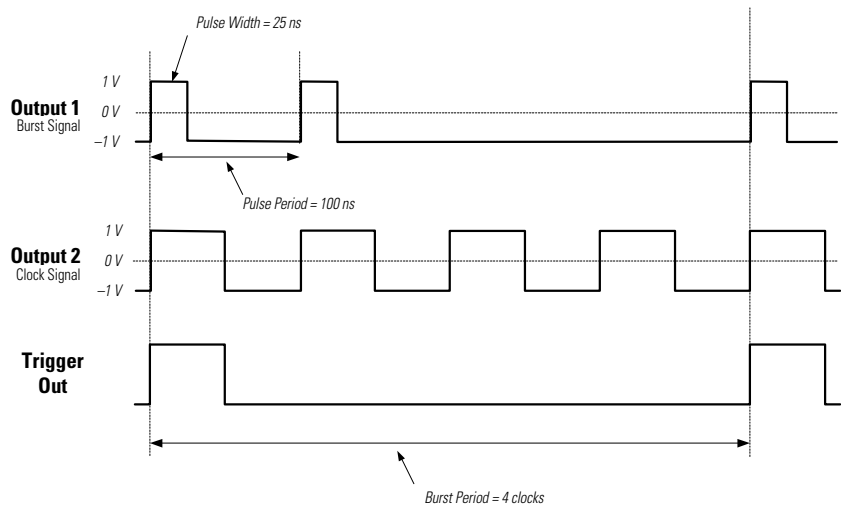 Pulse Width = 25 ns
1 V
Output 1
0 V
Burst Signal
–1 V
Pulse Period = 100 ns
1 V
Output 2
0 V
Clock Signal
–1 V
Trigger
Out
Burst Period = 4 clocks